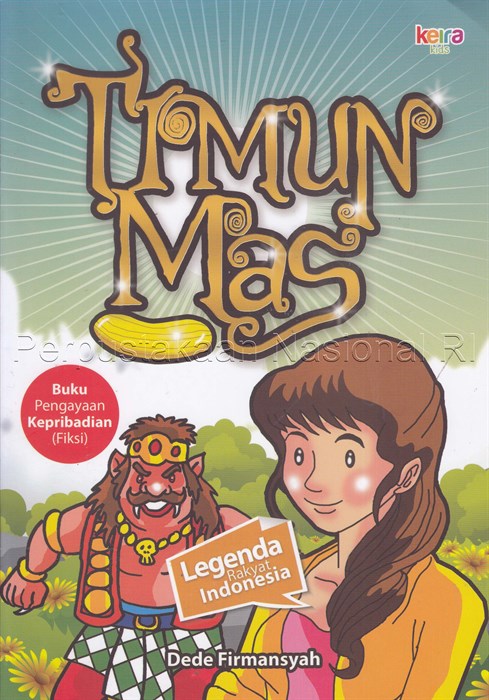 keira
kids
TIMUN
Mas
Perpustakaan Nasional RI
Buku
Pengayaan
Kepribadian
(Fiksi)
Legenda
Rakyat
Indonesia
Dede Firmansyah